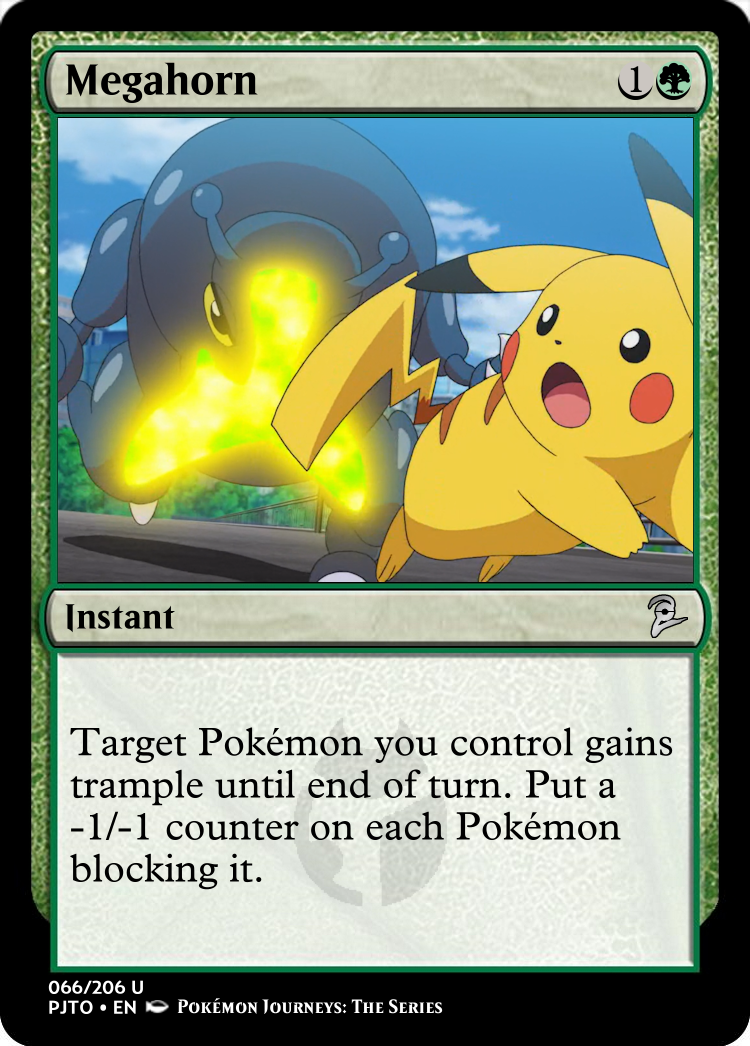 Megahorn 1
Instant
Target Pokémon you control gains
trample until end of turn. Put a
-1/-1 counter on each Pokémon
blocking it.
066/206 U
PJTO • EN Pokémon Journeys: The Series